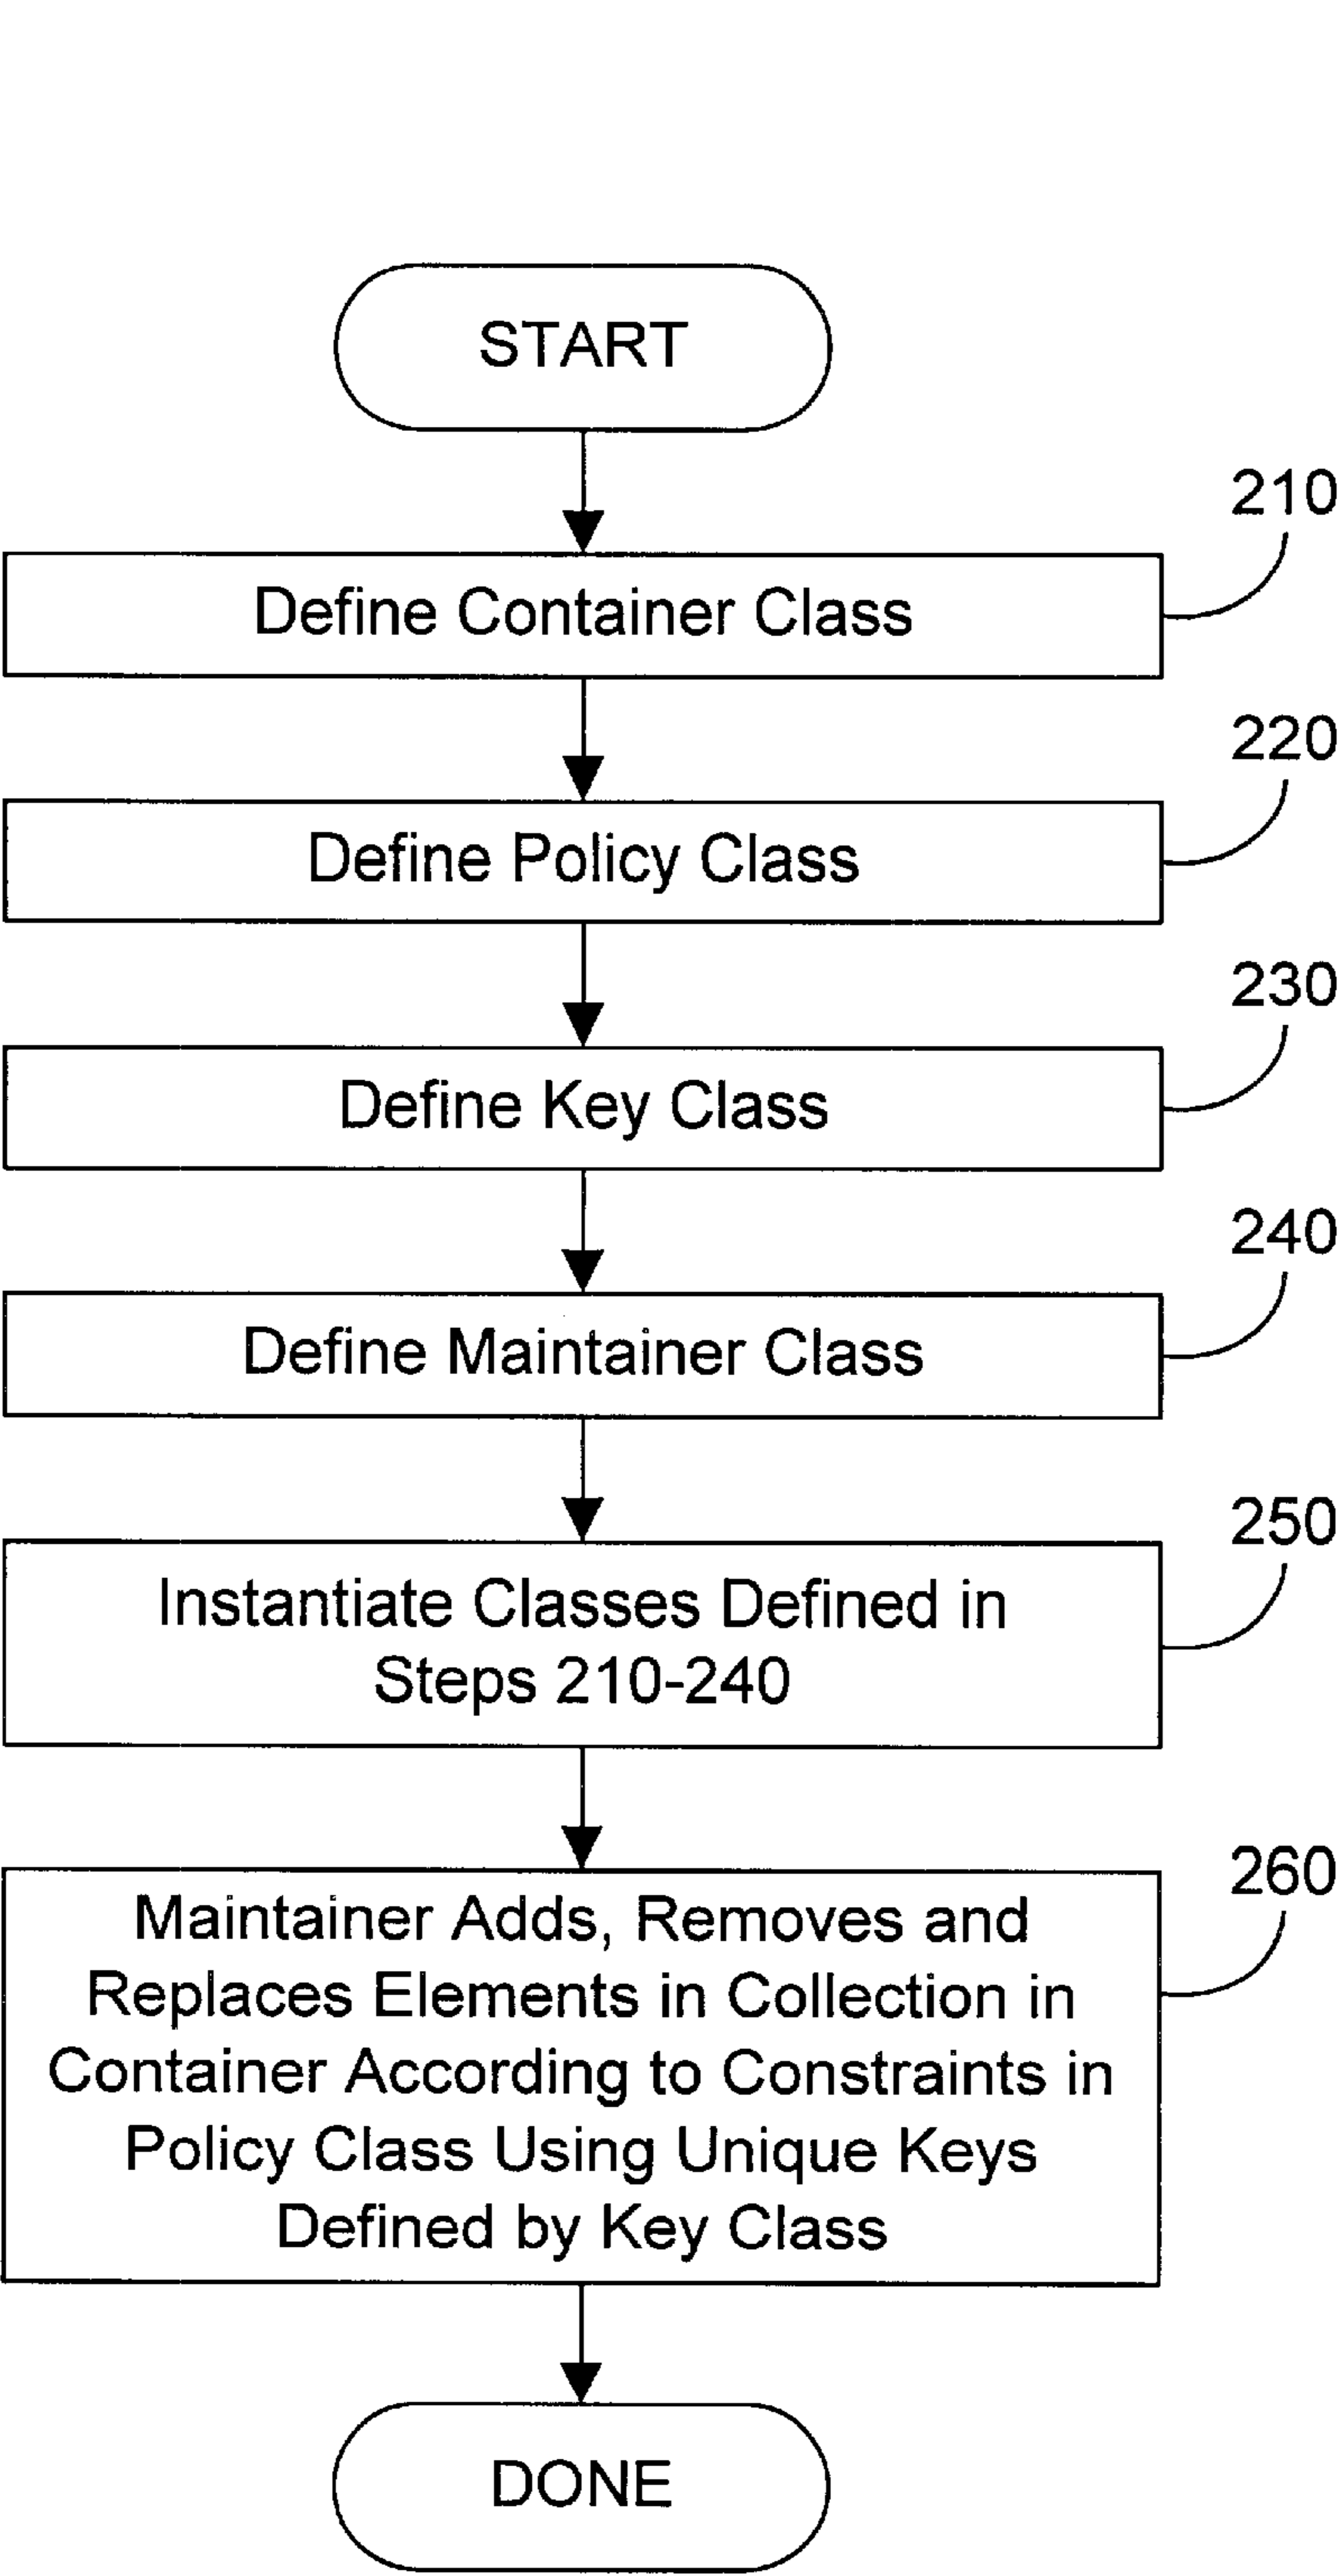 START
210
Define Container Class
220
Define Policy Class
230
Define Key Class
240
Define Maintainer Class
250
Instantiate Classes Defined in
Steps 210-240
260
Maintainer Adds, Removes and
Replaces Elements in Collection in
Container According to Constraints in
Policy Class Using Unique Keys
Defined by Key Class
DONE